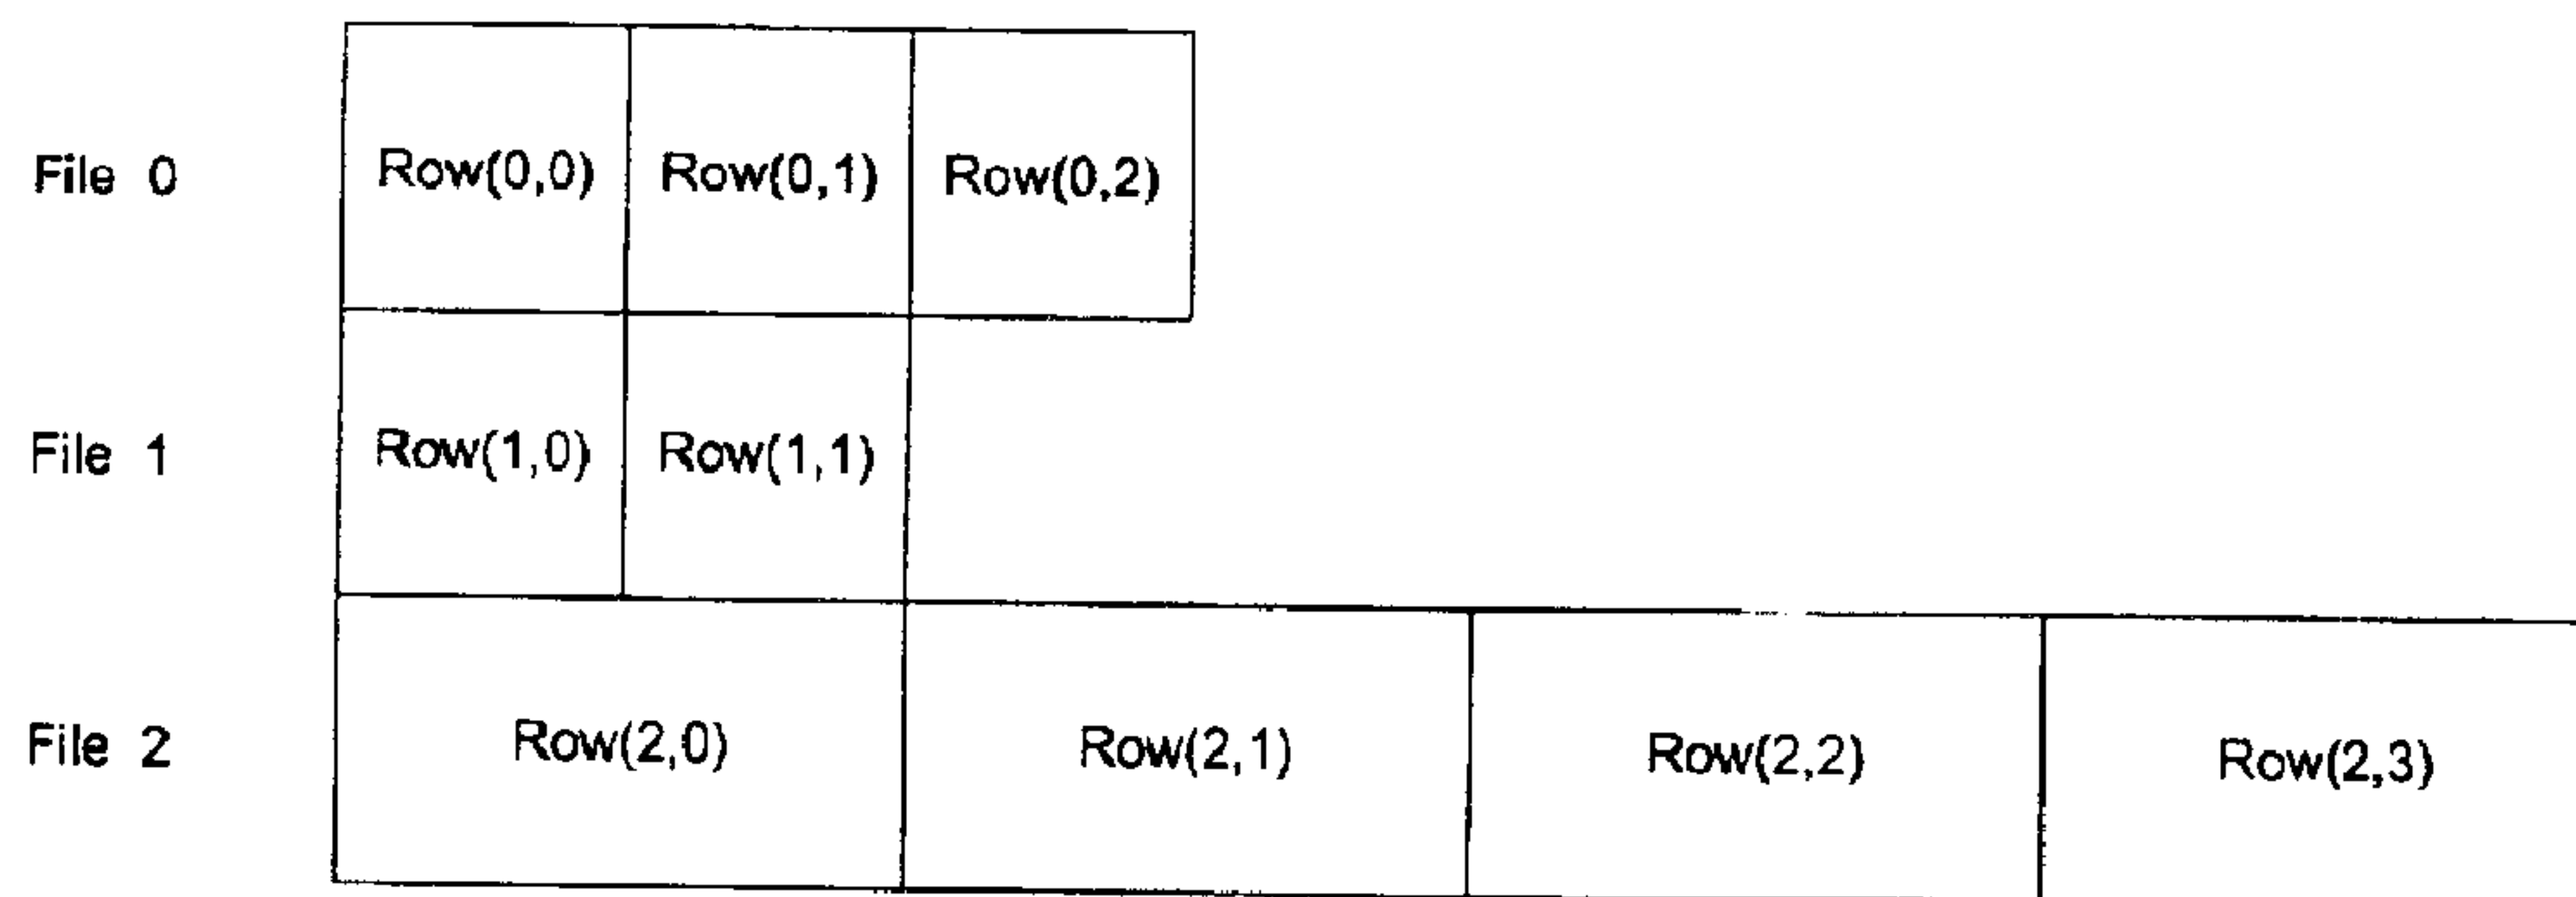 File 0 Row(0,0) Row(0,1) Row(0,2)
File 1 Row(1,0) Row(1,1)
File 2 Row(2,0) Row(2,1) Row(2,2) Row(2,3)